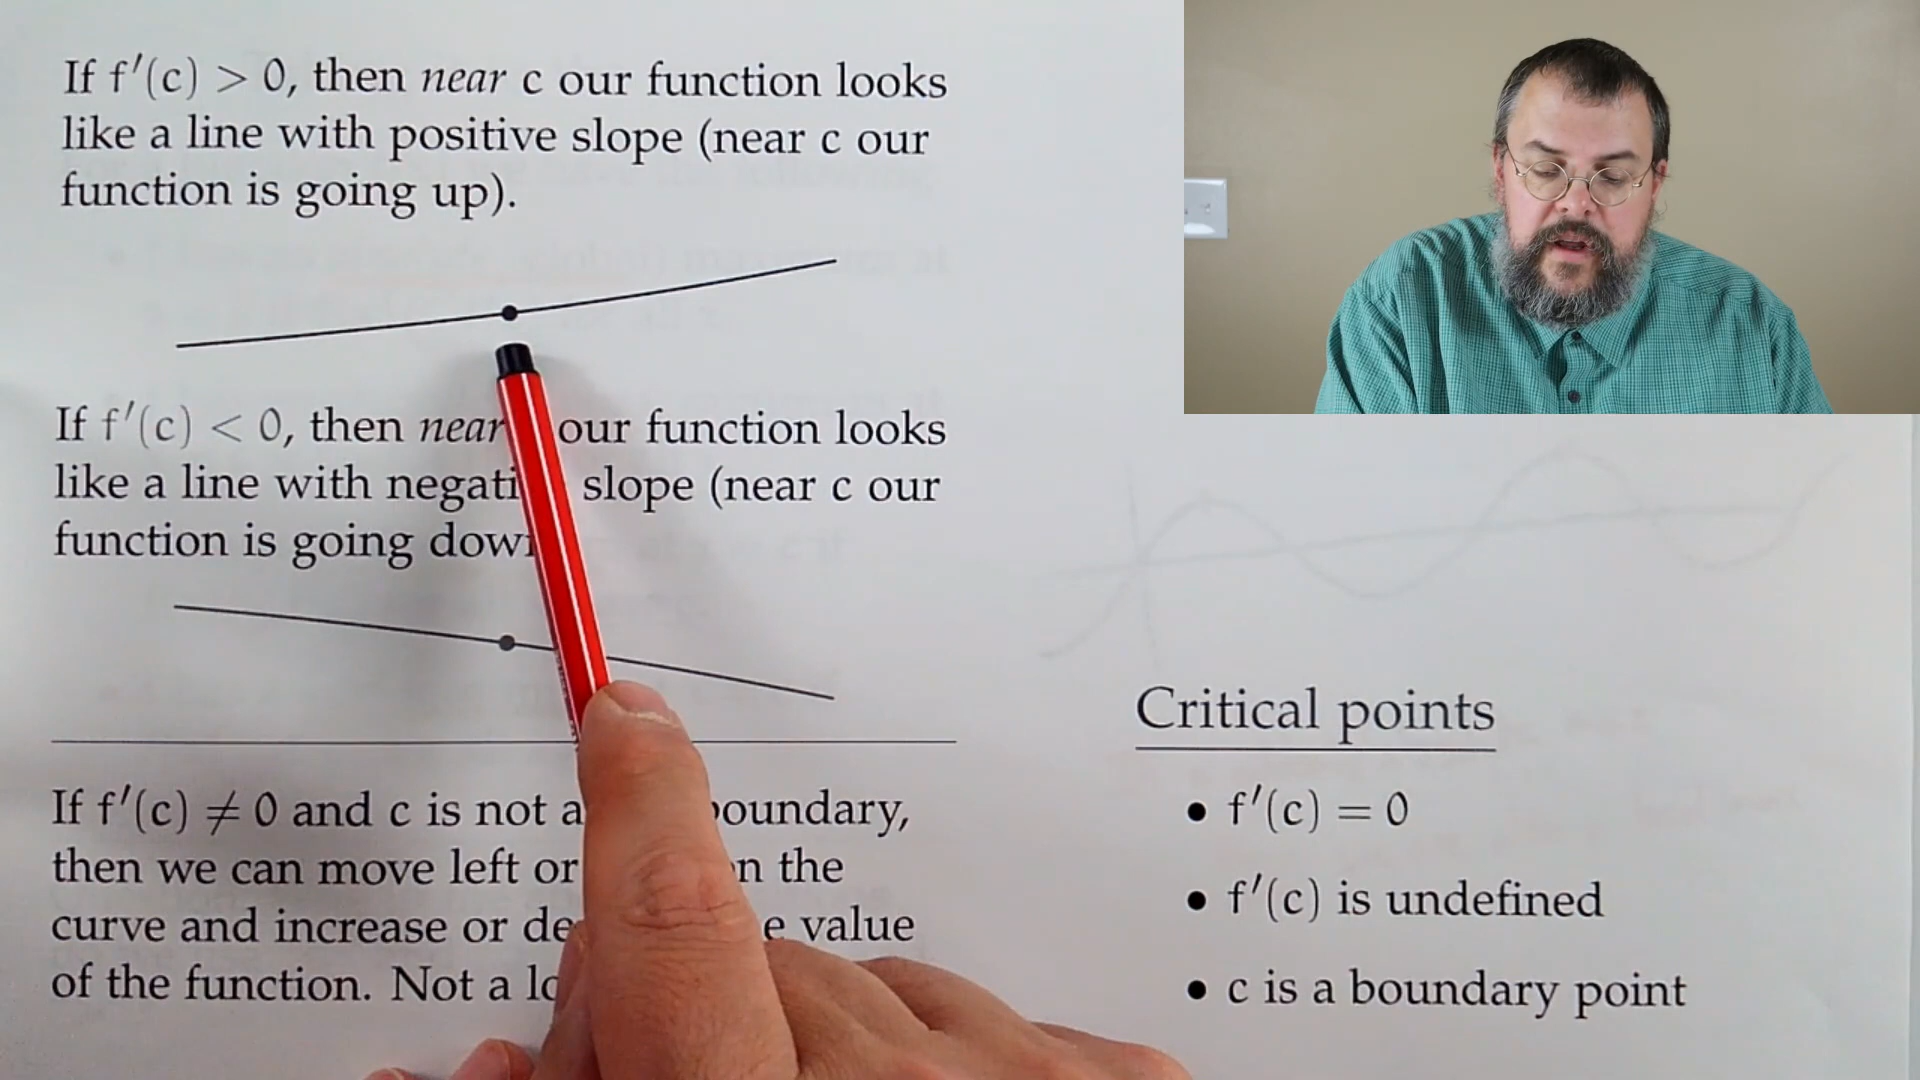 If f′(c) > 0, then near c our function looks
like a line with positive slope (near c our
function is going up).
If f′(c) < 0, then near our function looks
like a line with negati slope (near c our
function is going dow
If f′(c) ≠ 0 and c is not a boundary,
then we can move left or n the
curve and increase or de e value
of the function. Not a lo
Critical points
• f′(c) = 0
• f′(c) is undefined
• c is a boundary point